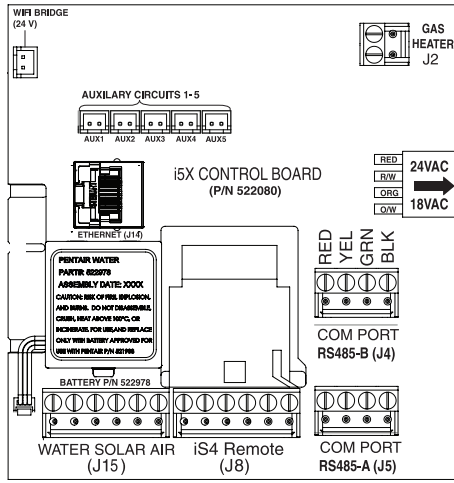 WIFI BRIDGE
(24 V)
GAS
HEATER
J2
AUXILARY CIRCUITS 1-5
AUX1 AUX2 AUX3 AUX4 AUX5
i5X CONTROL BOARD
(P/N 522080)
RED
R/W
ORG
O/W
24VAC
18VAC
ETHERNET (J14)
RED YEL GRN BLK
PENTAIR WATER
PART#: 522978
ASSEMBLY DATE: XXXX
CAUTION: RISK OF FIRE, EXPLOSION,
AND BURNS. DO NOT DISASSEMBLE,
CRUSH, HEAT ABOVE 100°C, OR
INCINERATE. FOR USE, AND REPLACE
ONLY WITH BATTERY APPROVED FOR
USE WITH PENTAIR P/N
COM PORT
RS485-B (J4)
BATTERY P/N 522978
WATER SOLAR AIR
(J15)
iS4 Remote
(J8)
COM PORT
RS485-A (J5)